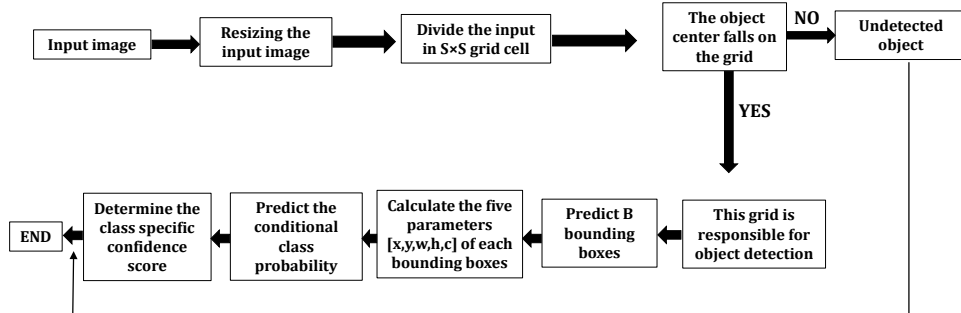 Input image
Resizing the
input image
Divide the input
in S×S grid cell
The object
center falls on
the grid
NO
Undetected
object
YES
This grid is
responsible for
object detection
Predict B
bounding
boxes
Calculate the five
parameters
[x,y,w,h,c] of each
bounding boxes
Predict the
conditional
class
probability
Determine the
class specific
confidence
score
END